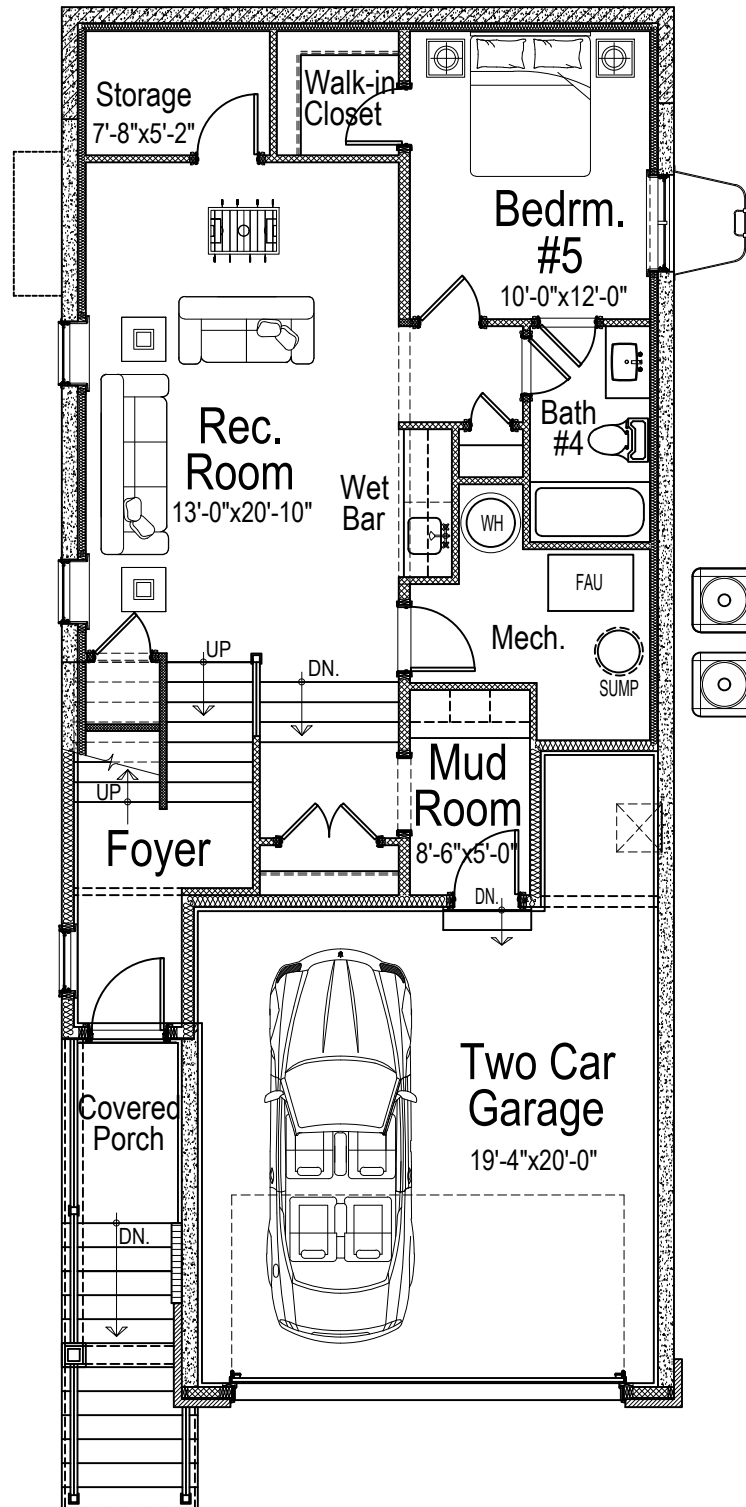 Storage
7'-8"x5'-2"
Walk-in
Closet
Bedrm.
#5
10'-0"x12'-0"
Rec.
Room
13'-0"x20'-10"
Wet
Bar
Bath
#4
WH
FAU
Mech.
SUMP
UP
DN.
UP
Foyer
Mud
Room
8'-6"x5'-0"
DN.
Covered
Porch
DN.
Two Car
Garage
19'-4"x20'-0"